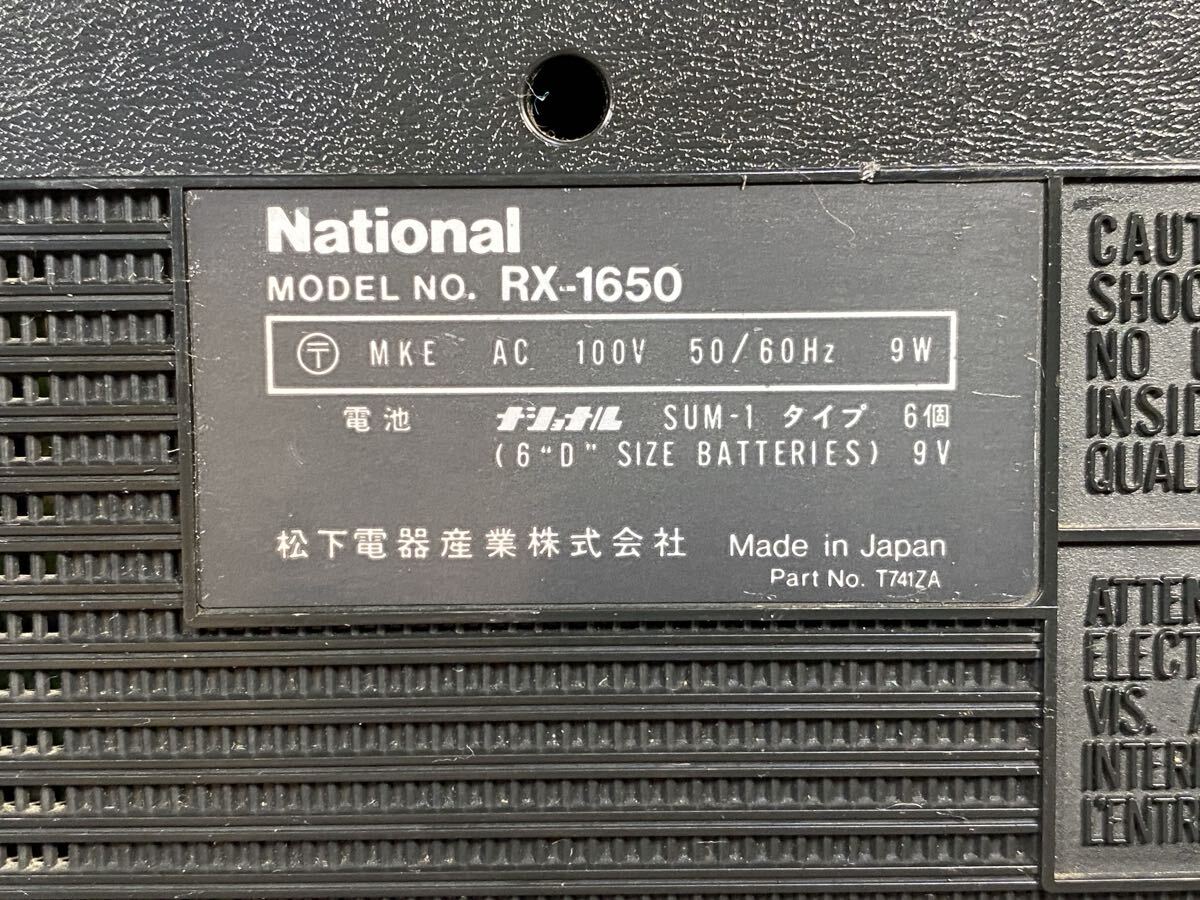 National
MODEL NO. RX-1650
〒 MKE AC 100V 50/60Hz 9W
電池 ナショナル SUM-1 タイプ 6個
(6 "D" SIZE BATTERIES) 9V
松下電器産業株式会社 Made in Japan
Part No. T741ZA
CAUT
SHOC
NO
INSID
QUALI
ATTEN
ELECT
VIS. A
INTERN
L'ENTR